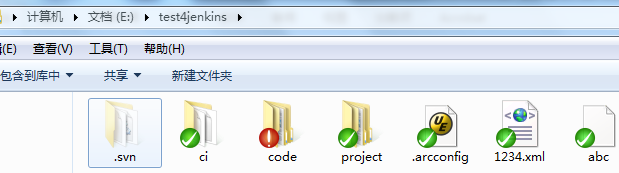 计算机 文档 (E:) test4jenkins
(E) 查看(V) 工具(T) 帮助(H)
包含到库中 共享 新建文件夹
UE
.svn ci code project .arcconfig 1234.xml abc